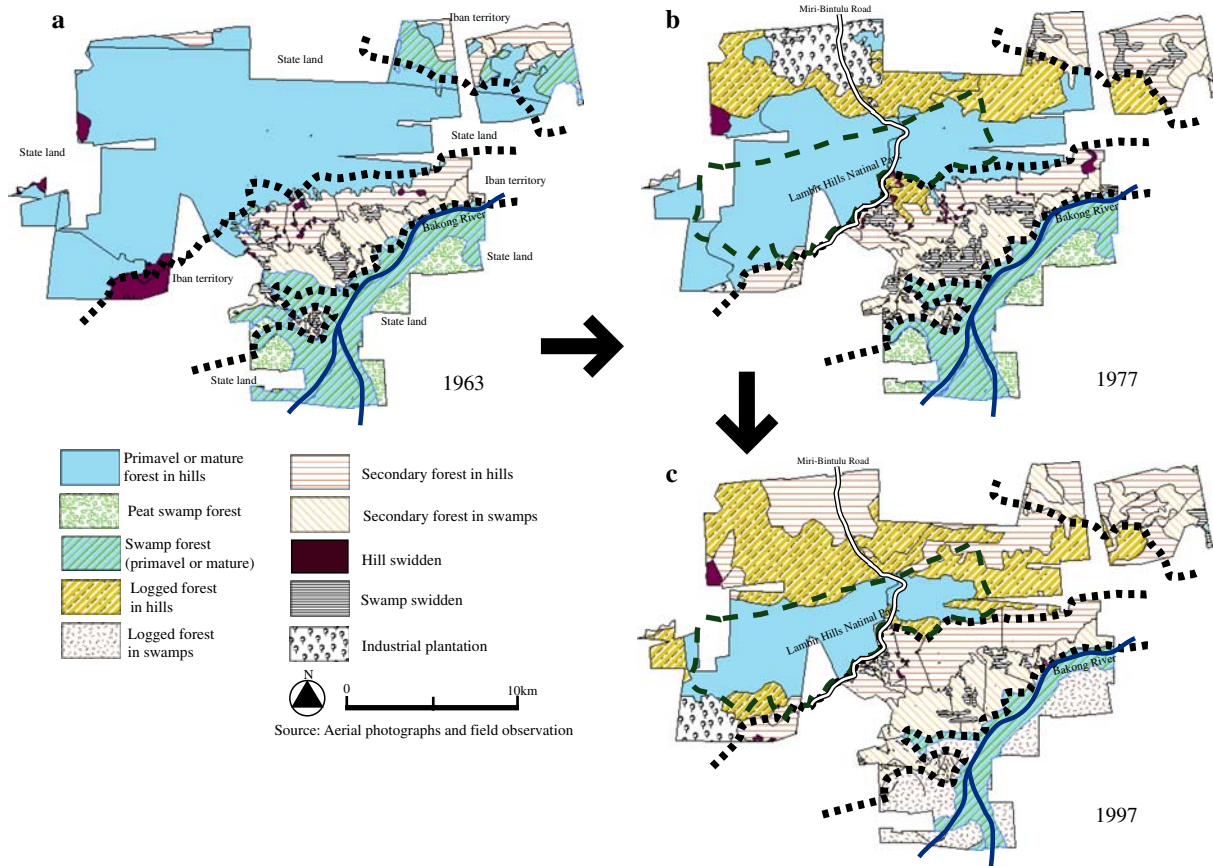 a
Iban territory
State land
State land
State land
Iban territory
Bakong River
Iban territory
State land
State land
State land
1963
b
Miri-Bintulu Road
Lambir Hills Natinal Pa
Bakong River
1977
c
Miri-Bintulu Road
Lambir Hills Natinal Pa
Bakong River
1997
Primavel or mature
forest in hills
Peat swamp forest
Swamp forest
(primavel or mature)
Logged forest
in hills
Logged forest
in swamps
Secondary forest in hills
Secondary forest in swamps
Hill swidden
Swamp swidden
Industrial plantation
N
0
10km
Source: Aerial photographs and field observation